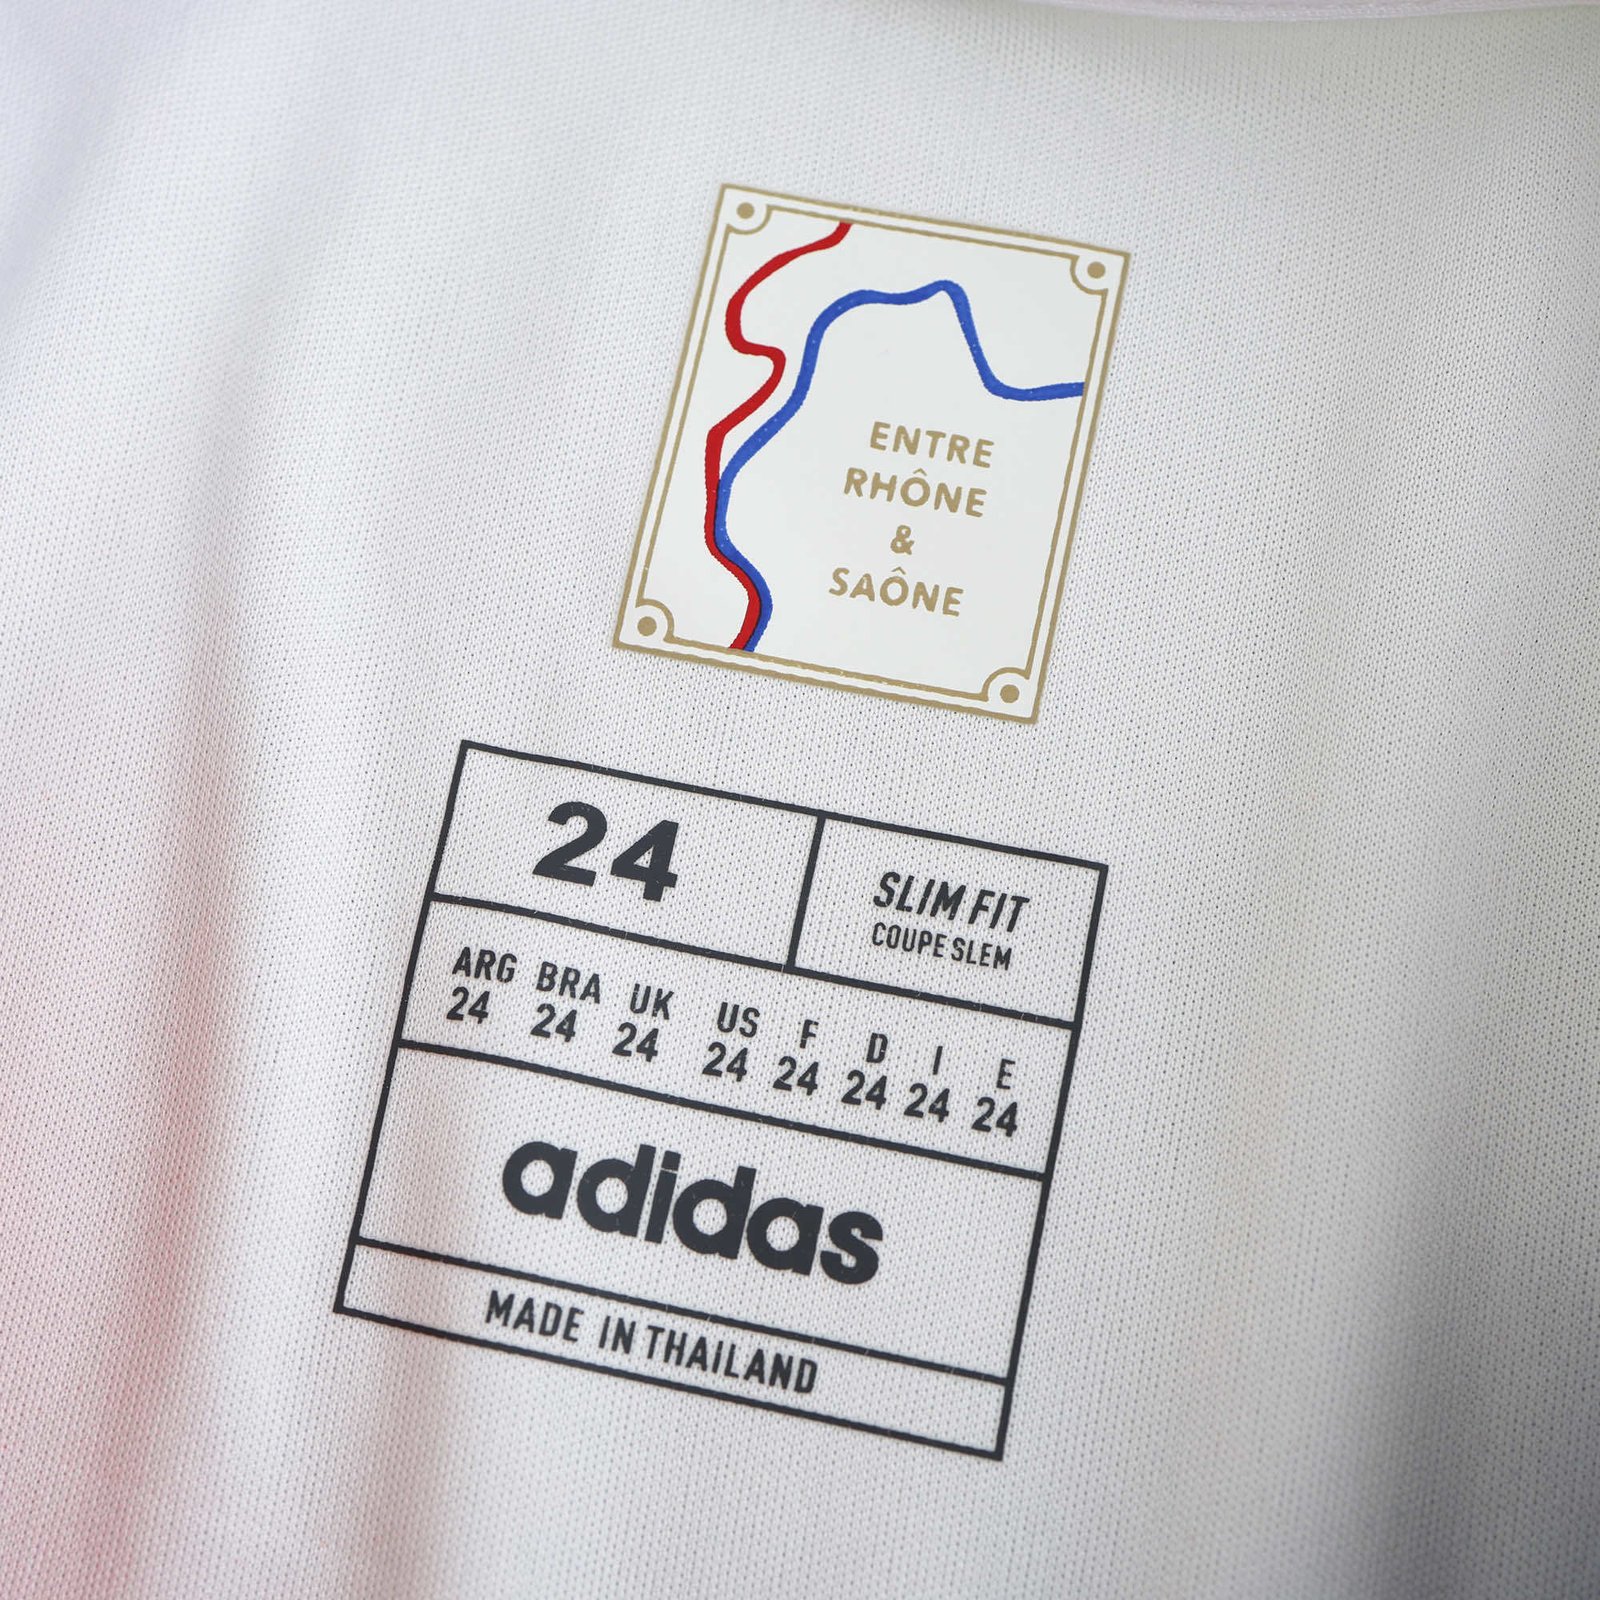 ENTRE
RHÔNE
&
SAÔNE
24
SLIM FIT
COUPE SLEM
ARG BRA UK US F D I E
24 24 24 24 24 24 24 24
adidas
MADE IN THAILAND